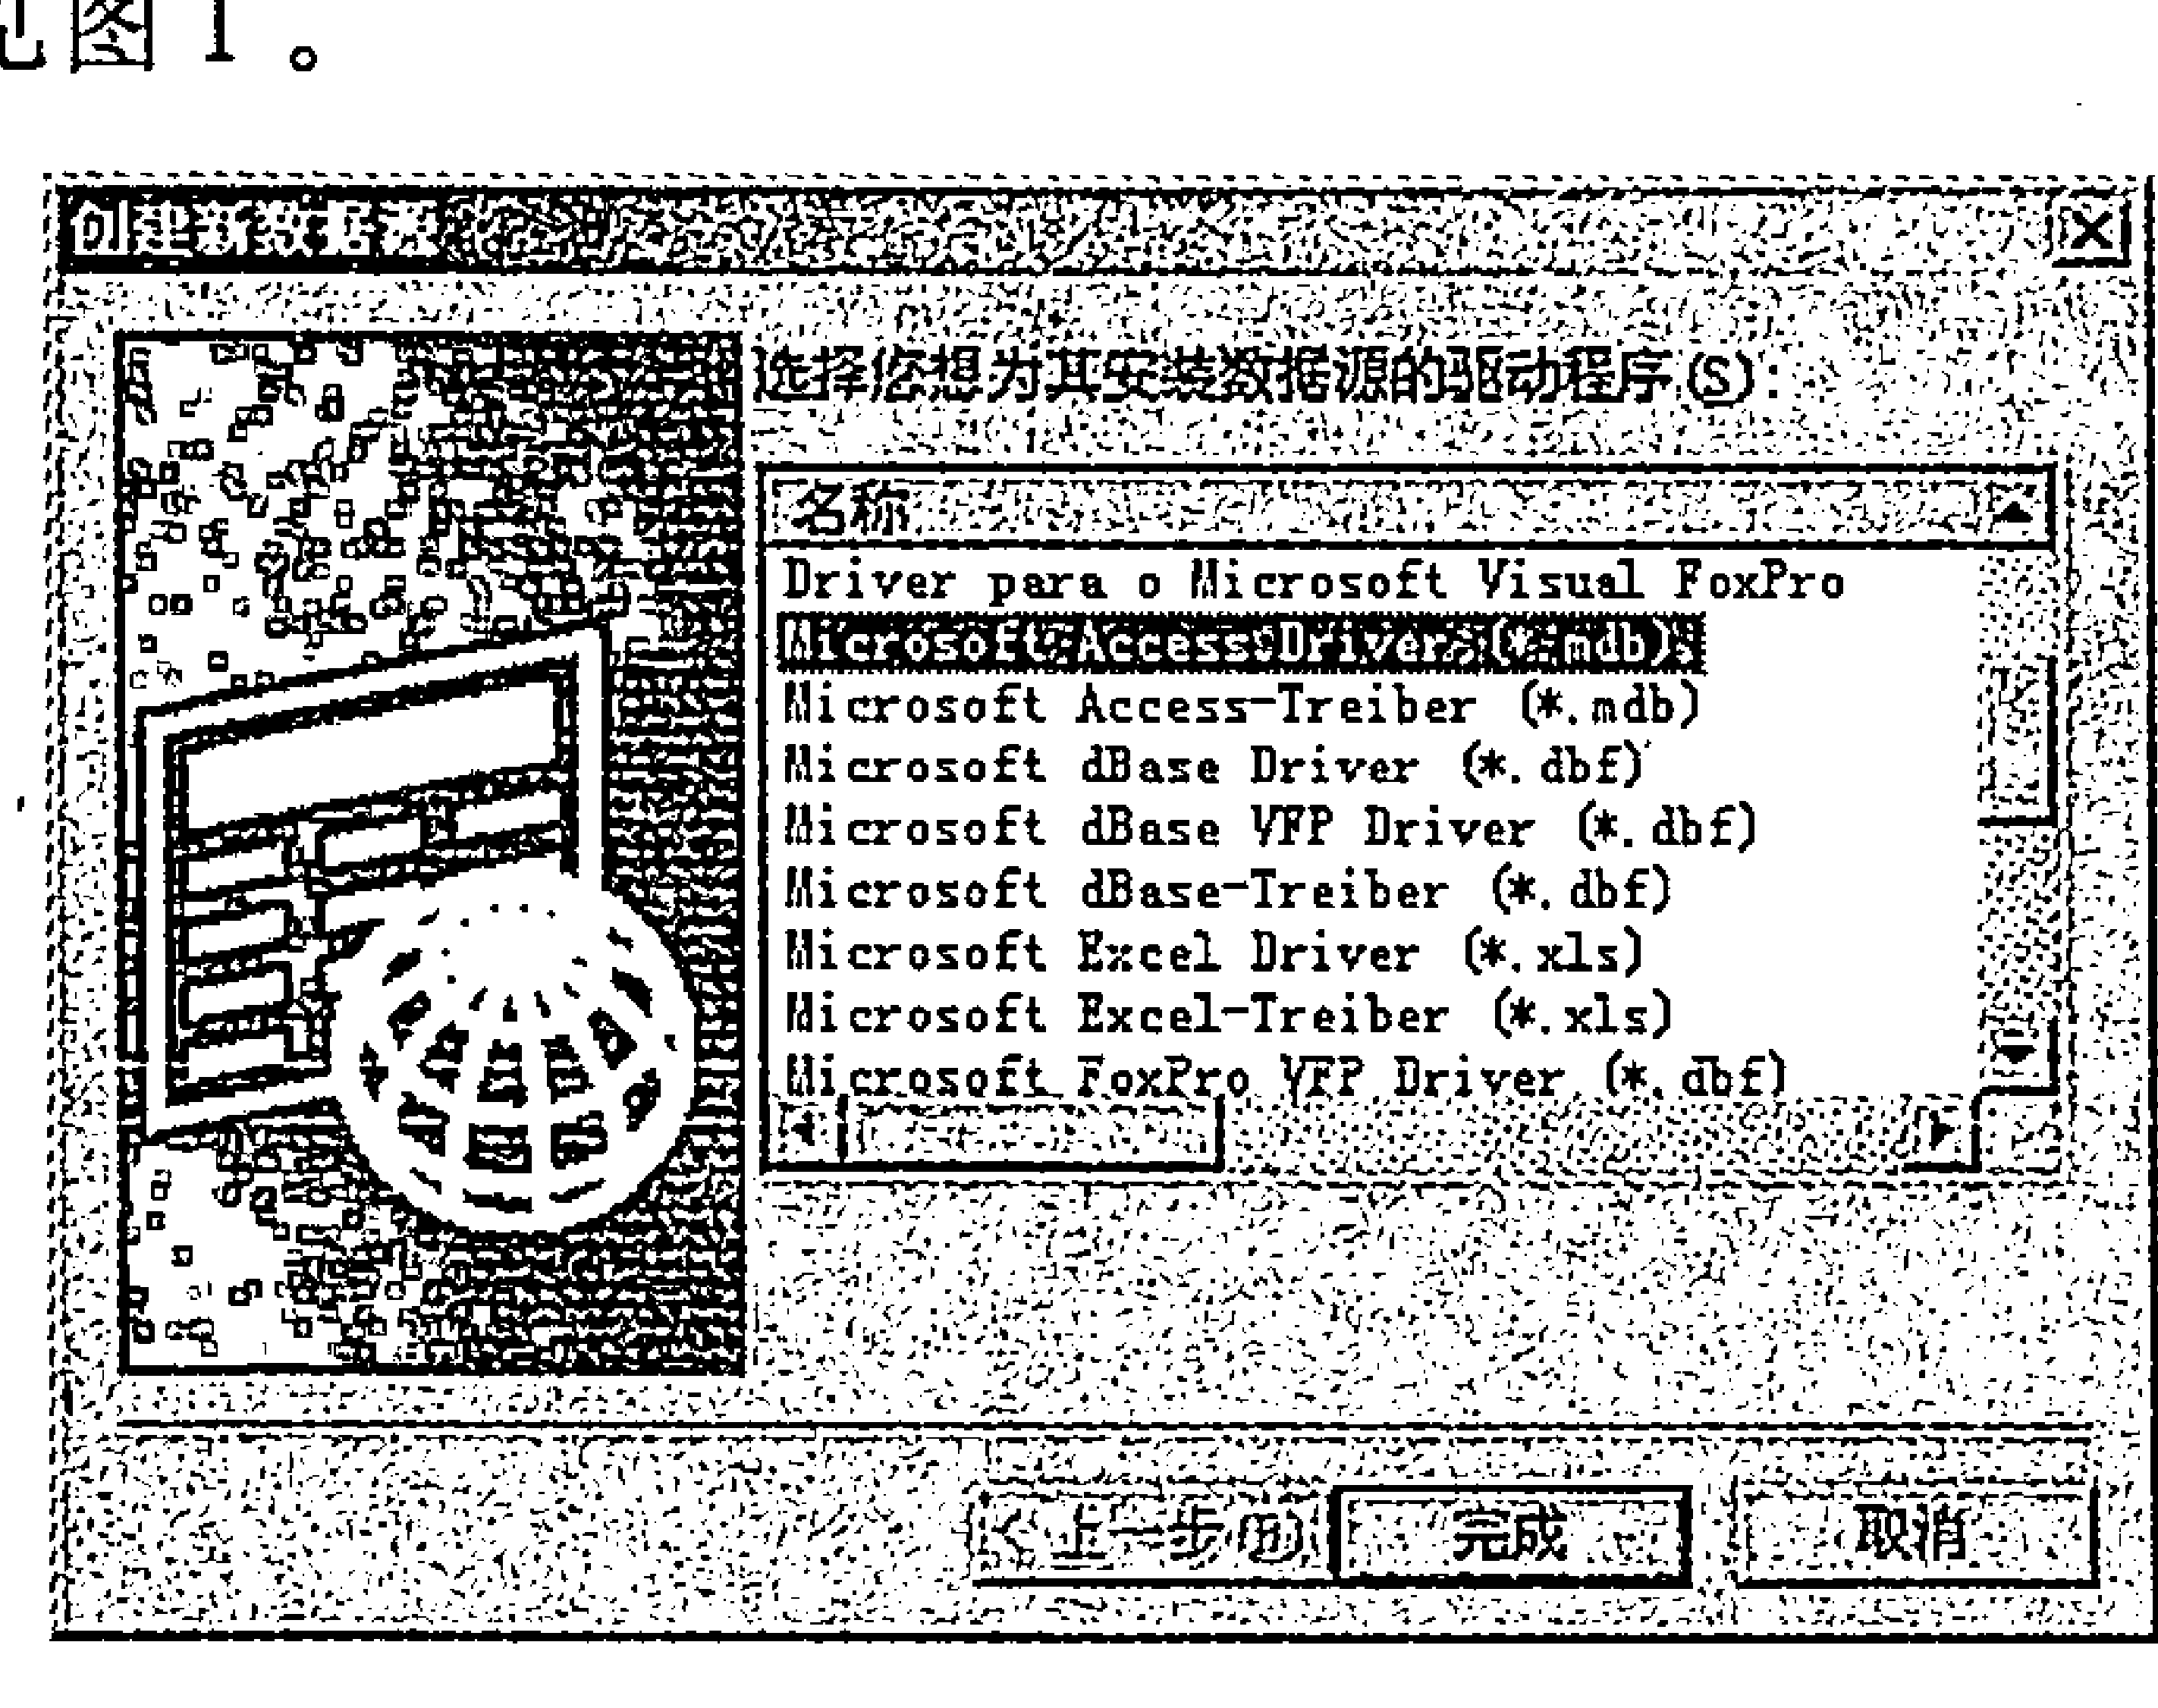 见图1。
创建新数据源
选择您想为其安装数据源的驱动程序(S):
名称
Driver para o Microsoft Visual FoxPro
Microsoft Access Driver (*.mdb)
Microsoft Access-Treiber (*.mdb)
Microsoft dBase Driver (*.dbf)
Microsoft dBase VFP Driver (*.dbf)
Microsoft dBase-Treiber (*.dbf)
Microsoft Excel Driver (*.xls)
Microsoft Excel-Treiber (*.xls)
Microsoft FoxPro VFP Driver (*.dbf)
< 上一步(B) 完成 取消